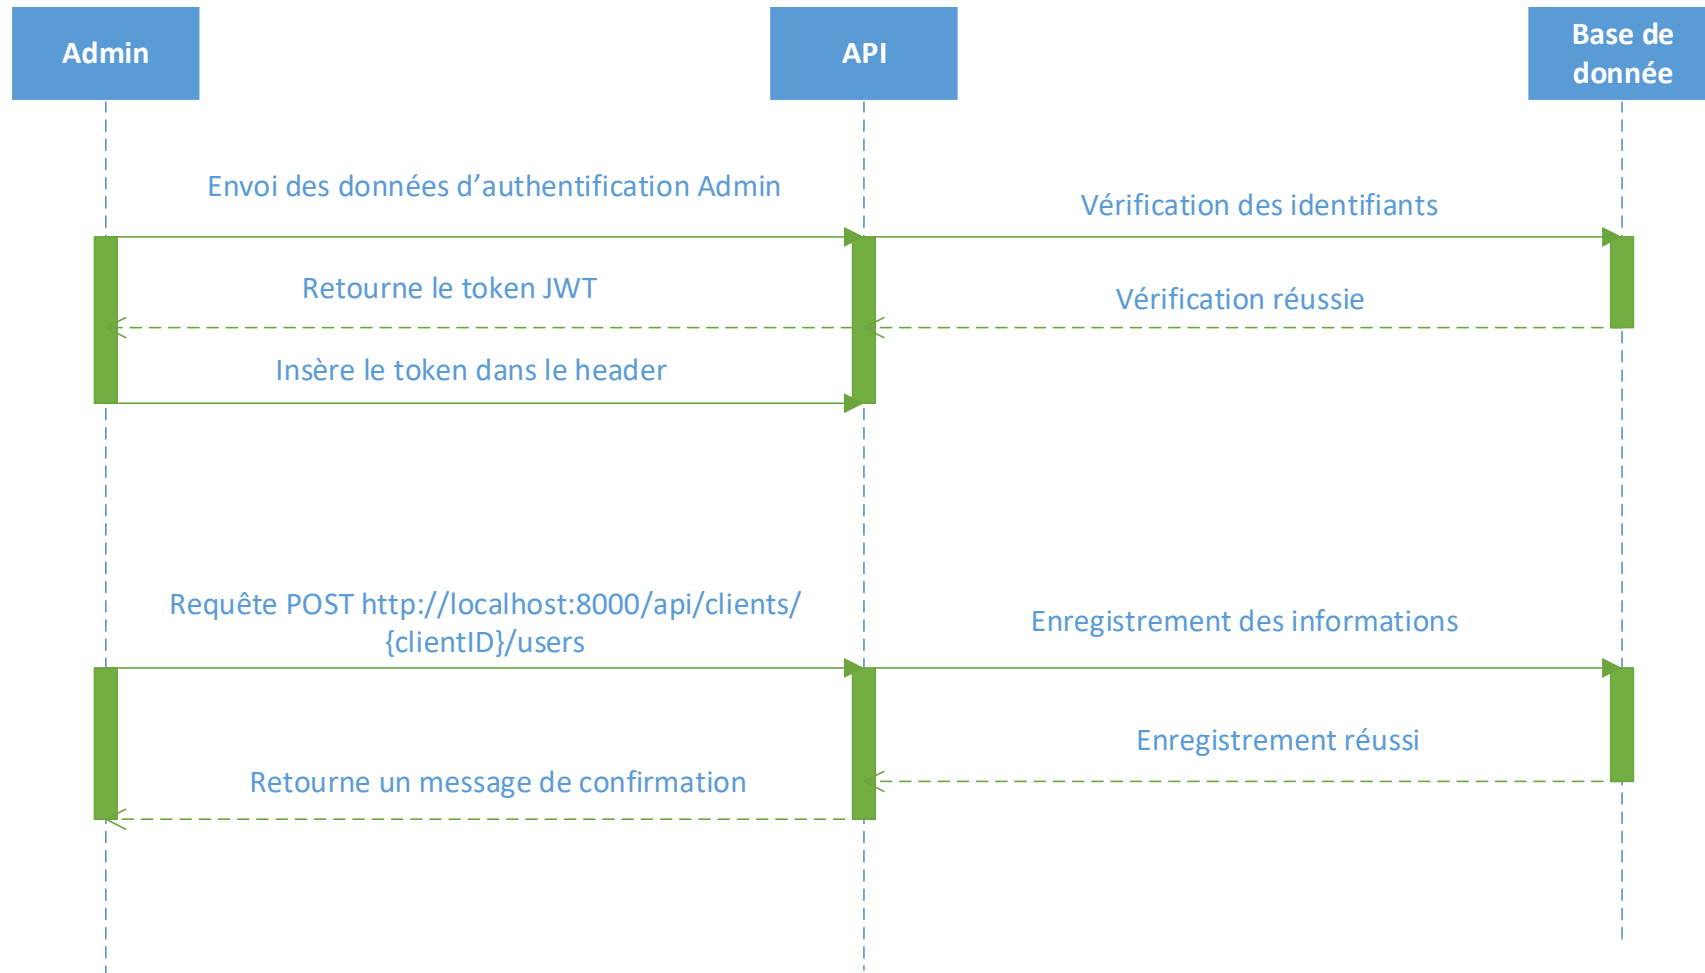 Admin
API
Base de
donnée
Envoi des données d’authentification Admin
Vérification des identifiants
Retourne le token JWT
Vérification réussie
Insère le token dans le header
Requête POST http://localhost:8000/api/clients/
{clientID}/users
Enregistrement des informations
Enregistrement réussi
Retourne un message de confirmation